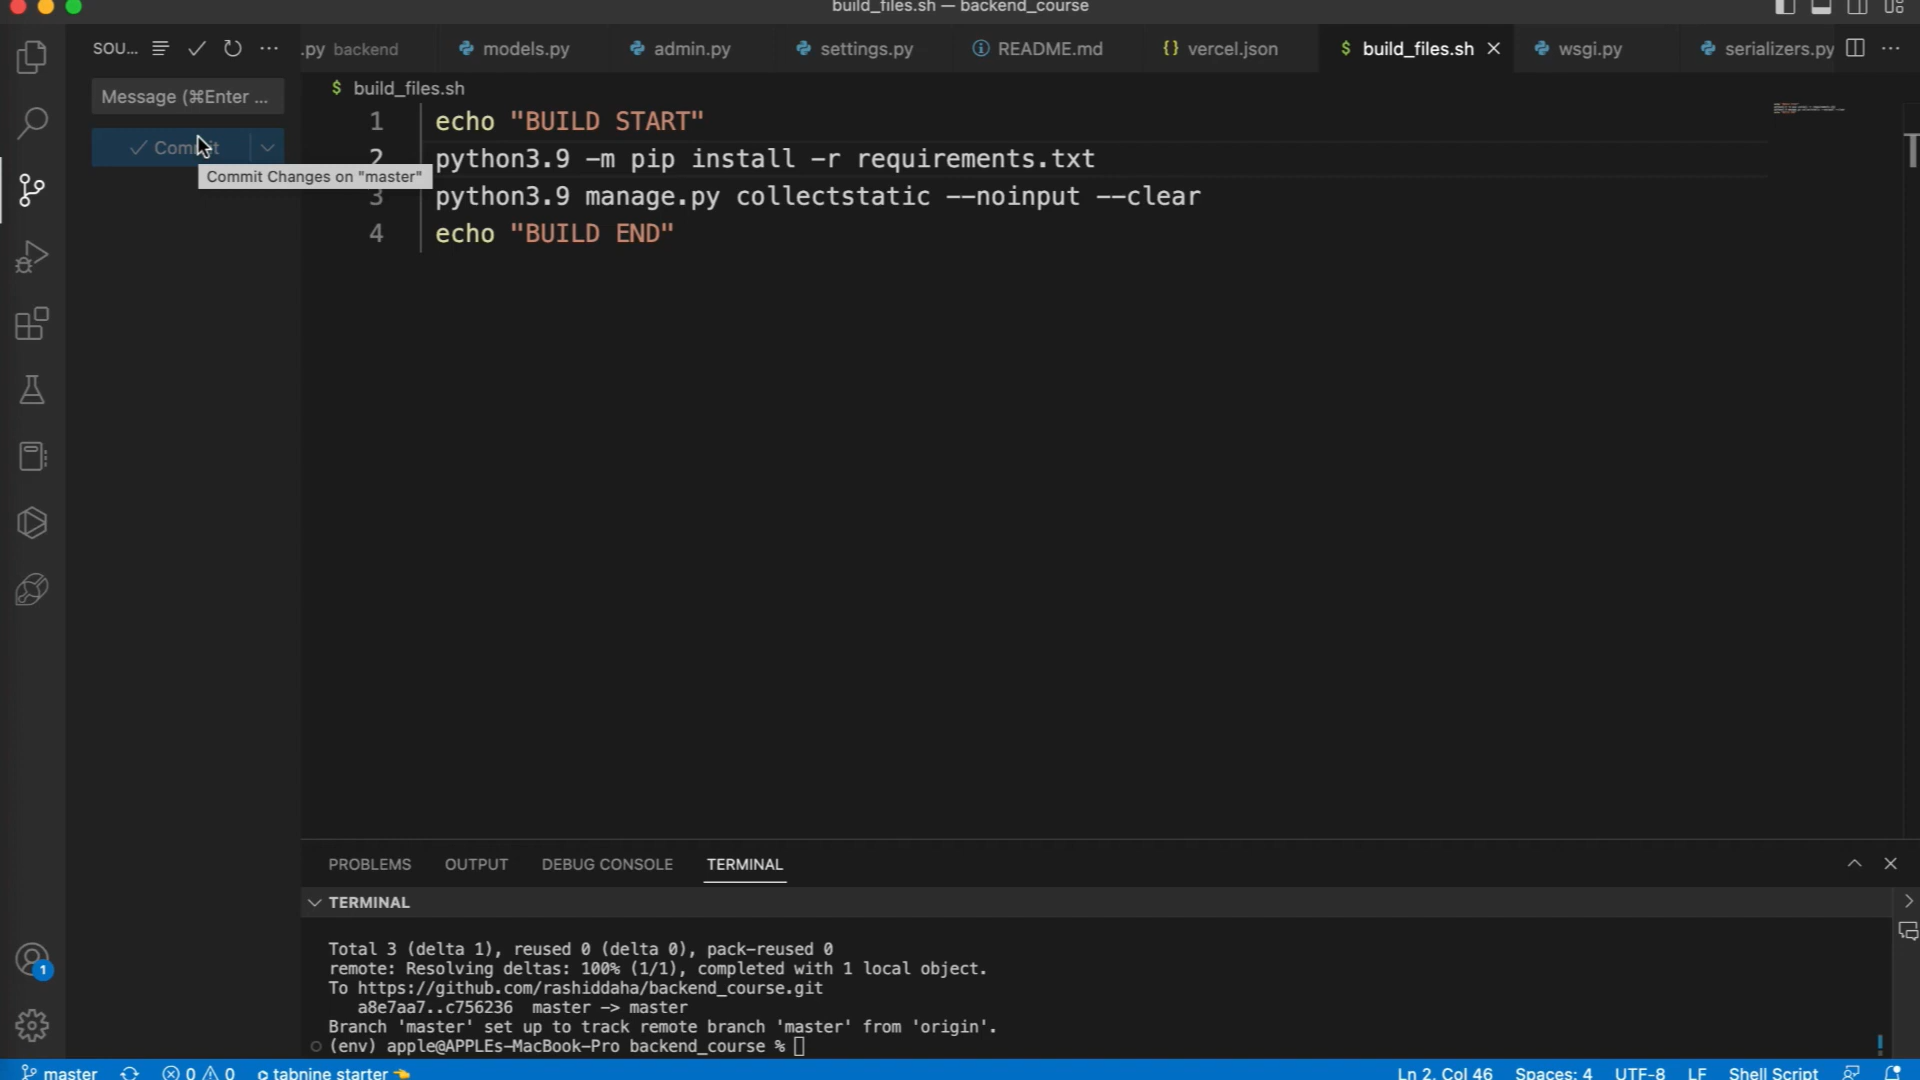 build_files.sh — backend_course
SOU...
.py backend
models.py
admin.py
settings.py
README.md
{} vercel.json
$ build_files.sh
wsgi.py
serializers.py
Message (⌘Enter ...
$ build_files.sh
Commit
Commit Changes on "master"
1 echo "BUILD START"
2 python3.9 -m pip install -r requirements.txt
3 python3.9 manage.py collectstatic --noinput --clear
4 echo "BUILD END"
PROBLEMS OUTPUT DEBUG CONSOLE TERMINAL
TERMINAL
Total 3 (delta 1), reused 0 (delta 0), pack-reused 0
remote: Resolving deltas: 100% (1/1), completed with 1 local object.
To https://github.com/rashiddaha/backend_course.git
a8e7aa7..c756236 master -> master
Branch 'master' set up to track remote branch 'master' from 'origin'.
(env) apple@APPLEs-MacBook-Pro backend_course %
1
master 0 0 tabnine starter
Ln 2, Col 46 Spaces: 4 UTF-8 LF Shell Script